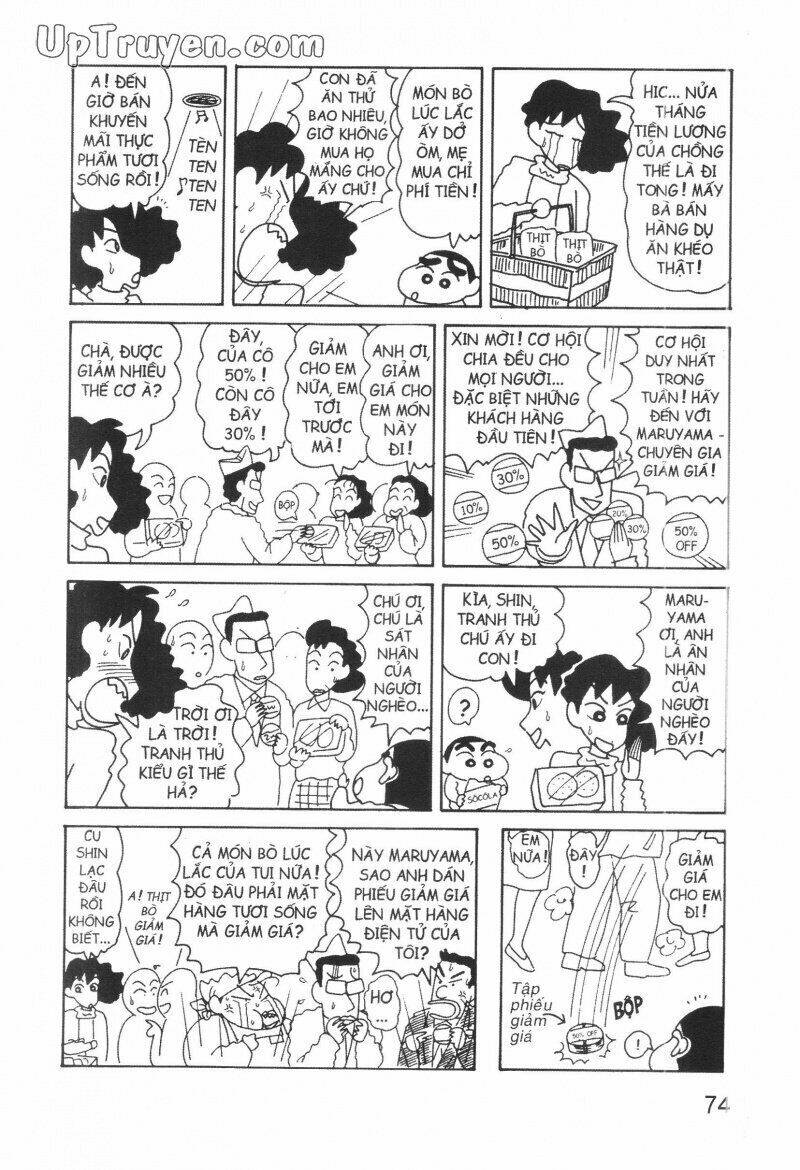 UpTruyen.com
HIC... NỬA
THÁNG
TIỀN LƯƠNG
CỦA CHỒNG
THẾ LÀ ĐI
TONG! MẤY
BÀ BÁN
HÀNG DỤ
ĂN KHÉO
THẬT!
THỊT
BÒ
THỊT
BÒ
MÓN BÒ
LÚC LẮC
ẤY DỞ
ÒM, MẸ
MUA CHỈ
PHÍ TIỀN!
CON ĐÃ
ĂN THỬ
BAO NHIÊU,
GIỜ KHÔNG
MUA HỌ
MẮNG CHO
ẤY CHỨ!
TÈN
TEN
TEN
TEN
A! ĐẾN
GIỜ BÁN
KHUYẾN
MÃI THỰC
PHẨM TƯƠI
SỐNG RỒI!
CƠ HỘI
DUY NHẤT
TRONG
TUẦN! HÃY
ĐẾN VỚI
MARUYAMA -
CHUYÊN GIA
GIẢM GIÁ!
XIN MỜI! CƠ HỘI
CHIA ĐỀU CHO
MỌI NGƯỜI...
ĐẶC BIỆT NHỮNG
KHÁCH HÀNG
ĐẦU TIÊN!
30%
10%
50%
20%
30%
50%
OFF
ANH ƠI,
GIẢM
GIÁ CHO
EM MÓN
NÀY
ĐI!
GIẢM
CHO EM
NỮA, EM
TỚI
TRƯỚC
MÀ!
ĐÂY,
CỦA CÔ
50%!
CÒN CÔ
ĐÂY
30%!
BỘP
CHÀ, ĐƯỢC
GIẢM NHIỀU
THẾ CƠ À?
MARU-
YAMA
ƠI, ANH
LÀ ÂN
NHÂN
CỦA
NGƯỜI
NGHÈO
ĐẤY!
KÌA, SHIN,
TRANH THỦ
CHÚ ẤY ĐI
CON!
?
SÔCÔLA
CHÚ ƠI,
CHÚ LÀ
SÁT
NHÂN
CỦA
NGƯỜI
NGHÈO...
TRỜI ƠI
LÀ TRỜI!
TRANH THỦ
KIỂU GÌ THẾ
HẢ?
GIẢM
GIÁ
CHO EM
ĐI!
ĐÂY
!
EM
NỮA!
Tập
phiếu
giảm
giá
BỘP
50% OFF
!
NÀY MARUYAMA,
SAO ANH DÁN
PHIẾU GIẢM GIÁ
LÊN MẶT HÀNG
ĐIỆN TỬ CỦA
TÔI?
HƠ
...
CẢ MÓN BÒ LÚC
LẮC CỦA TUI NỮA!
ĐÓ ĐÂU PHẢI MẶT
HÀNG TƯƠI SỐNG
MÀ GIẢM GIÁ?
A! THỊT
BÒ
GIẢM
GIÁ!
CU
SHIN
LẠC
ĐÂU
RỒI
KHÔNG
BIẾT...
74